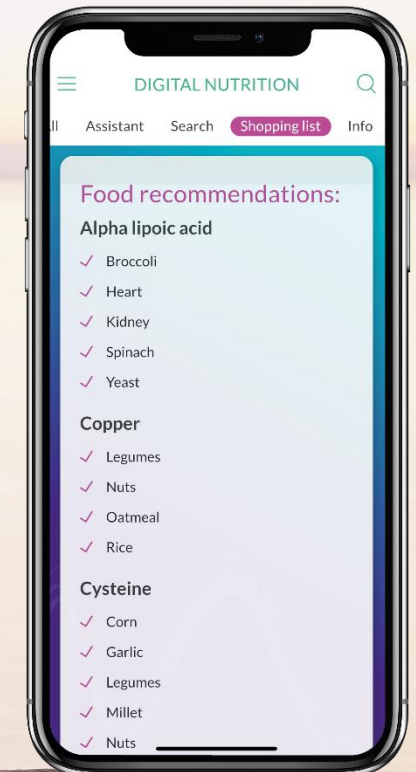 DIGITAL NUTRITION
ll Assistant Search Shopping list Info
Food recommendations:
Alpha lipoic acid
Broccoli
Heart
Kidney
Spinach
Yeast
Copper
Legumes
Nuts
Oatmeal
Rice
Cysteine
Corn
Garlic
Legumes
Millet
Nuts